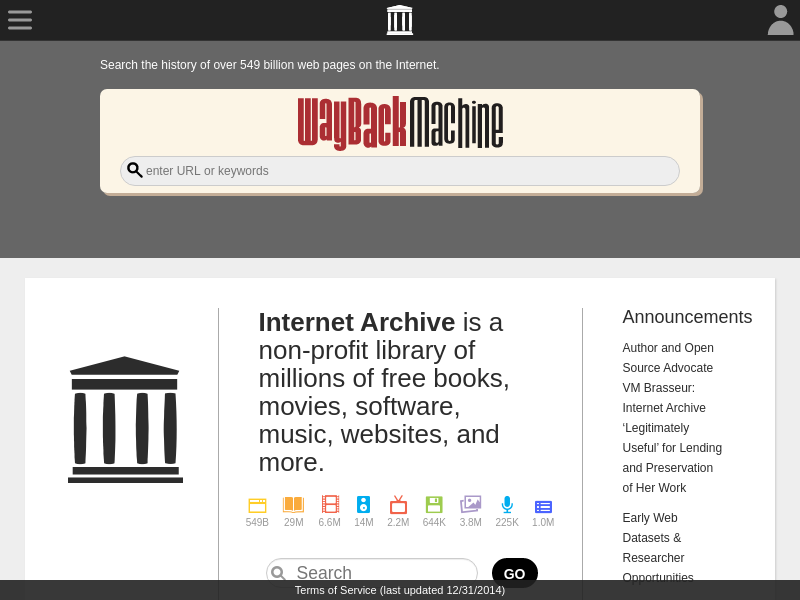 Search the history of over 549 billion web pages on the Internet.
WayBackMachine
enter URL or keywords
Internet Archive is a
non-profit library of
millions of free books,
movies, software,
music, websites, and
more.
549B 29M 6.6M 14M 2.2M 644K 3.8M 225K 1.0M
Search
GO
Announcements
Author and Open
Source Advocate
VM Brasseur:
Internet Archive
‘Legitimately
Useful’ for Lending
and Preservation
of Her Work
Early Web
Datasets &
Researcher
Opportunities
Terms of Service (last updated 12/31/2014)